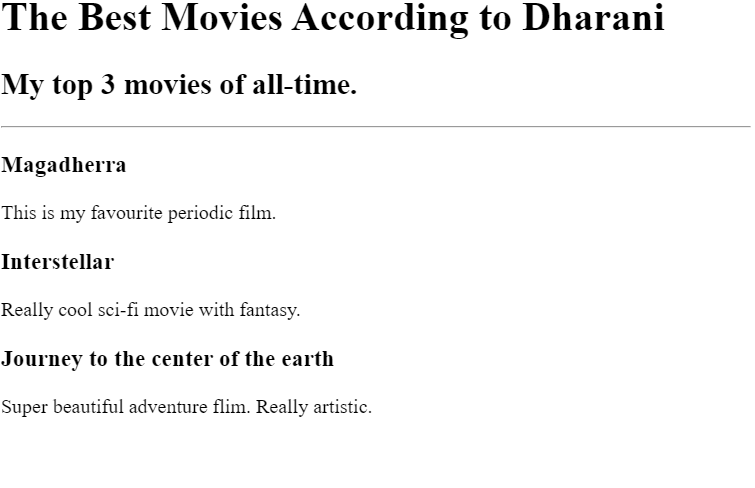 The Best Movies According to Dharani
My top 3 movies of all-time.
Magadherra
This is my favourite periodic film.
Interstellar
Really cool sci-fi movie with fantasy.
Journey to the center of the earth
Super beautiful adventure flim. Really artistic.